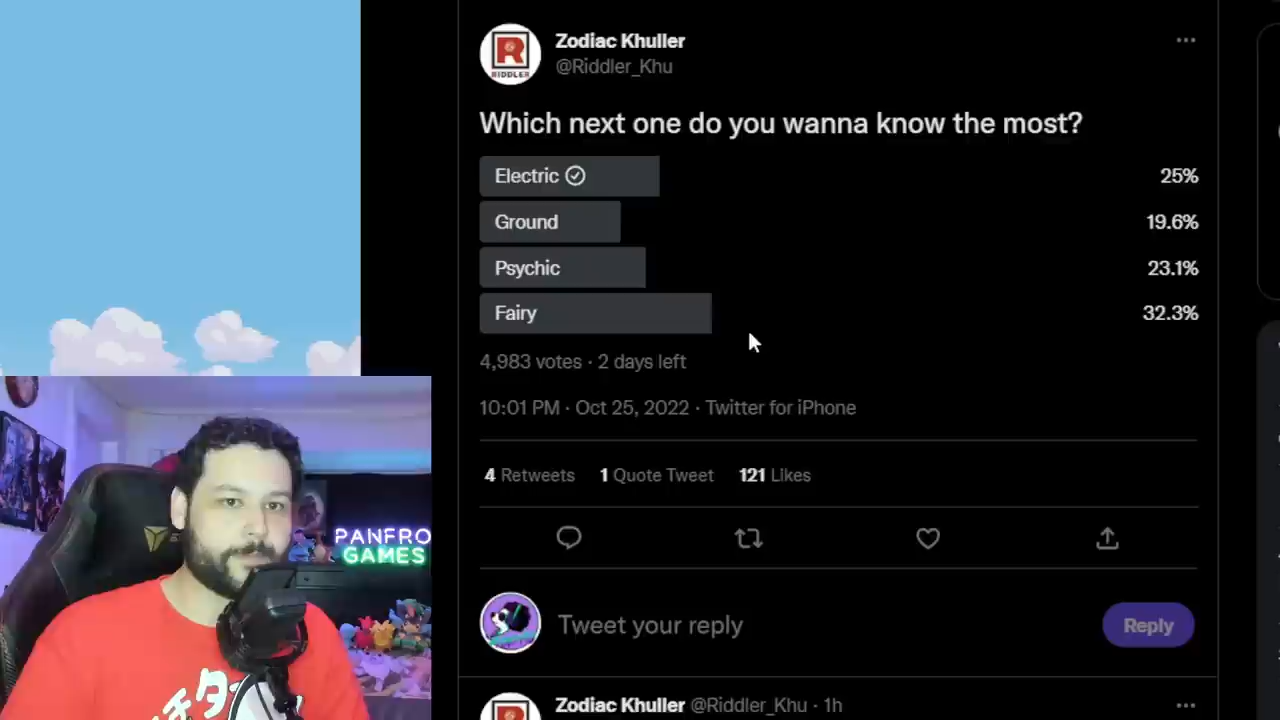 R
RIDDLER
Zodiac Khuller
@Riddler_Khu
Which next one do you wanna know the most?
Electric 25%
Ground 19.6%
Psychic 23.1%
Fairy 32.3%
4,983 votes · 2 days left
10:01 PM · Oct 25, 2022 · Twitter for iPhone
4 Retweets 1 Quote Tweet 121 Likes
Tweet your reply
Reply
Zodiac Khuller @Riddler_Khu · 1h
PANFRO
GAMES